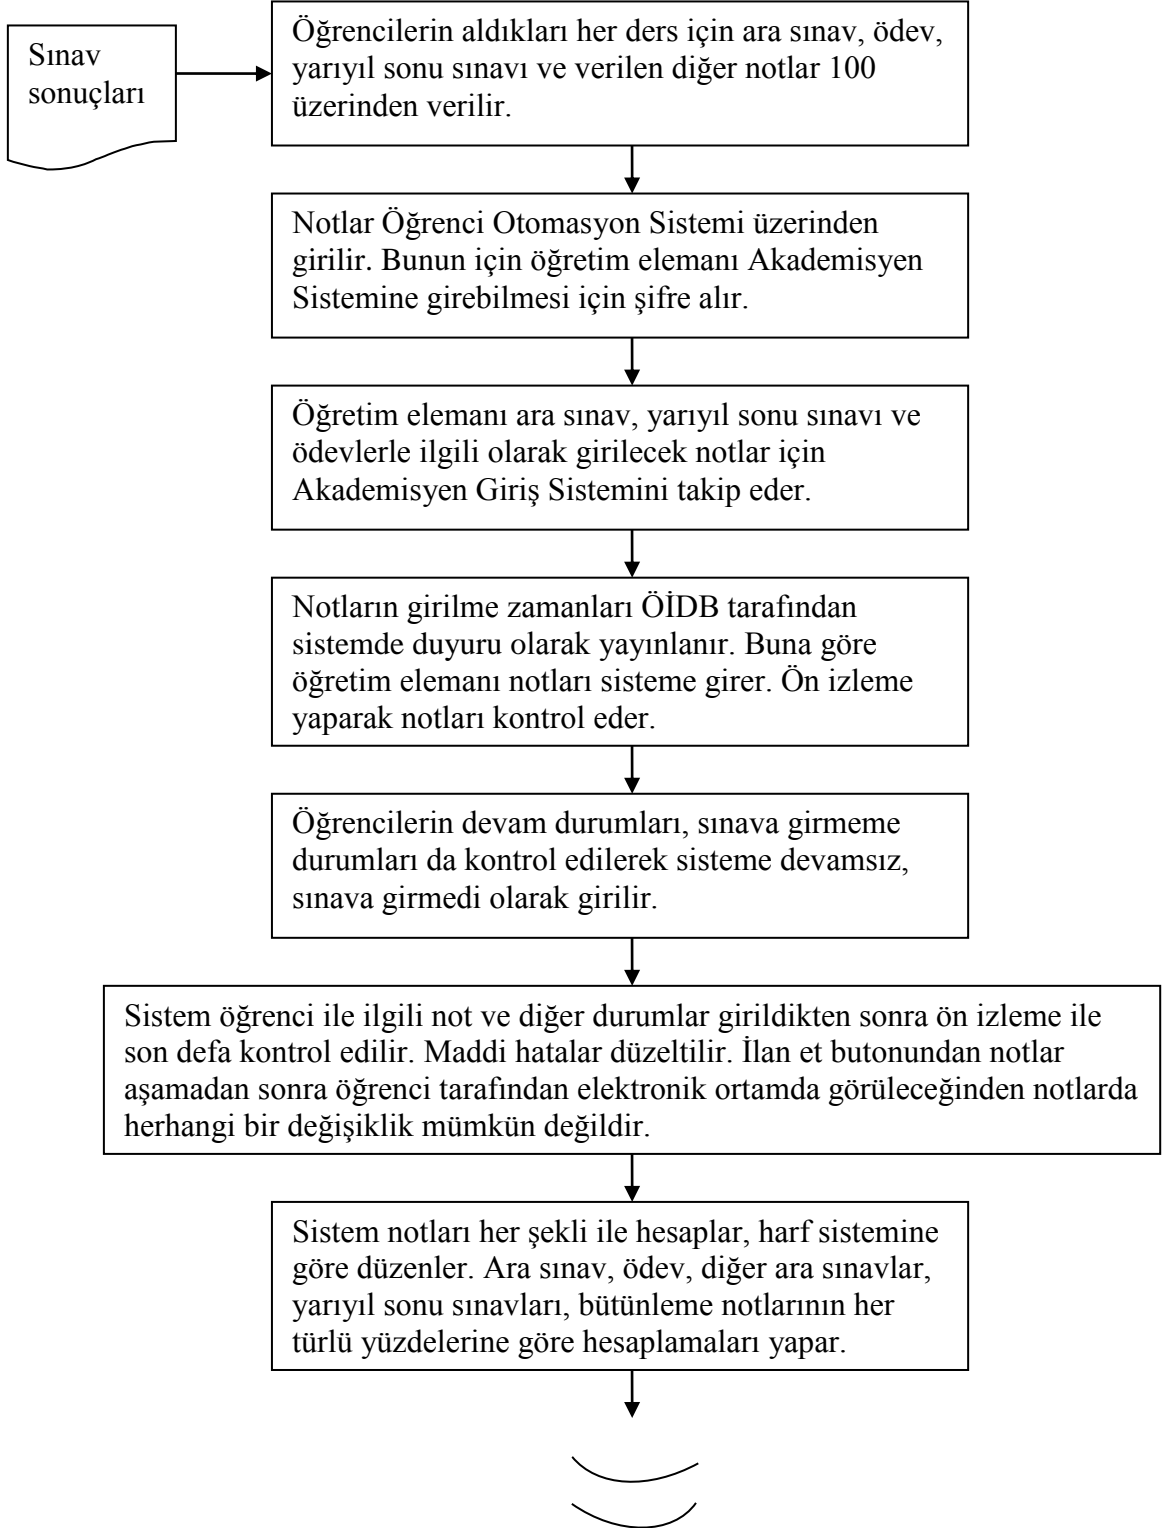 Sınav
sonuçları
Öğrencilerin aldıkları her ders için ara sınav, ödev,
yarıyıl sonu sınavı ve verilen diğer notlar 100
üzerinden verilir.
Notlar Öğrenci Otomasyon Sistemi üzerinden
girilir. Bunun için öğretim elemanı Akademisyen
Sistemine girebilmesi için şifre alır.
Öğretim elemanı ara sınav, yarıyıl sonu sınavı ve
ödevlerle ilgili olarak girilecek notlar için
Akademisyen Giriş Sistemini takip eder.
Notların girilme zamanları ÖİDB tarafından
sistemde duyuru olarak yayınlanır. Buna göre
öğretim elemanı notları sisteme girer. Ön izleme
yaparak notları kontrol eder.
Öğrencilerin devam durumları, sınava girmeme
durumları da kontrol edilerek sisteme devamsız,
sınava girmedi olarak girilir.
Sistem öğrenci ile ilgili not ve diğer durumlar girildikten sonra ön izleme ile
son defa kontrol edilir. Maddi hatalar düzeltilir. İlan et butonundan notlar
aşamadan sonra öğrenci tarafından elektronik ortamda görüleceğinden notlarda
herhangi bir değişiklik mümkün değildir.
Sistem notları her şekli ile hesaplar, harf sistemine
göre düzenler. Ara sınav, ödev, diğer ara sınavlar,
yarıyıl sonu sınavları, bütünleme notlarının her
türlü yüzdelerine göre hesaplamaları yapar.